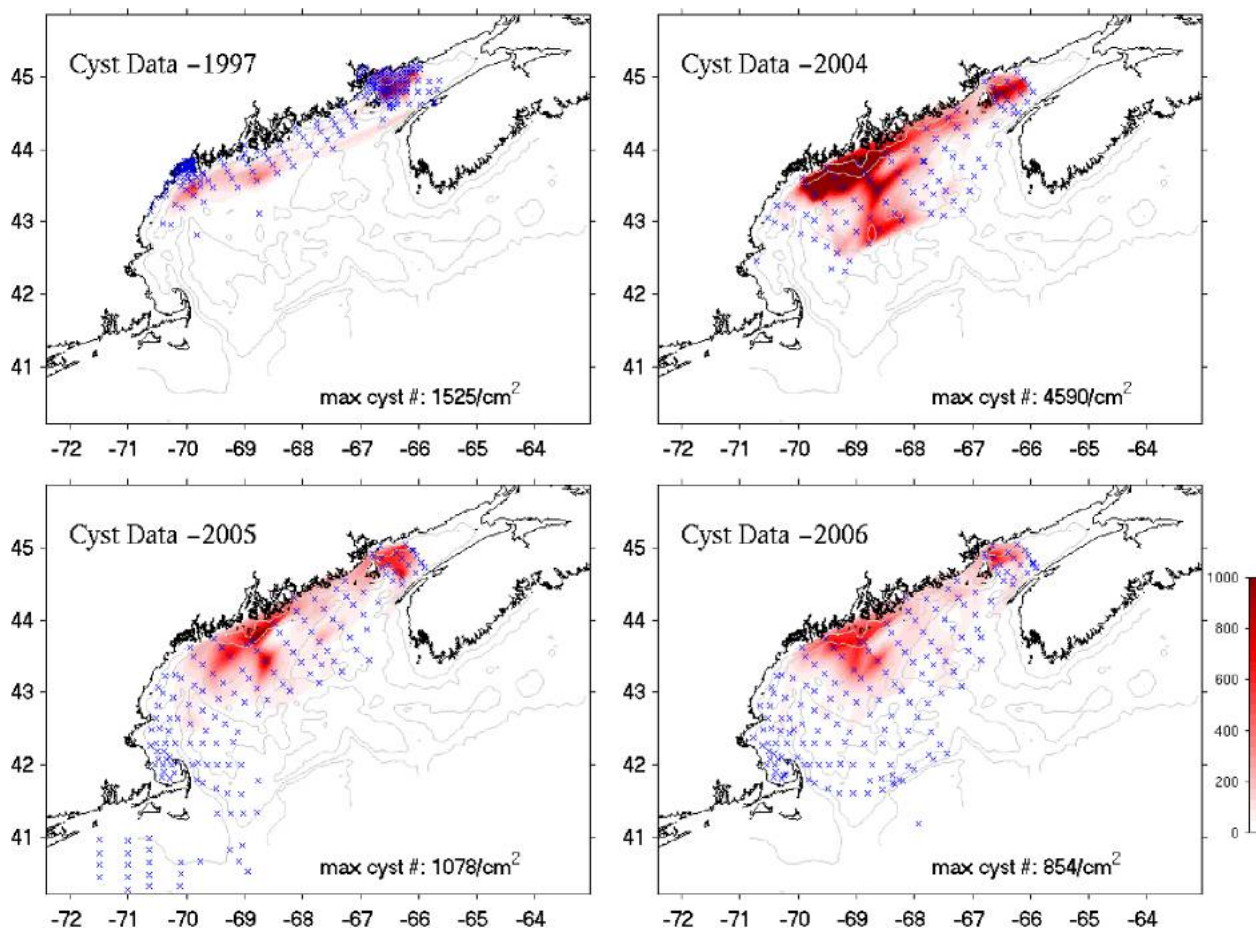 Cyst Data -1997
45
44
43
42
41
max cyst #: 1525/cm²
-72 -71 -70 -69 -68 -67 -66 -65 -64
Cyst Data -2004
45
44
43
42
41
max cyst #: 4590/cm²
-72 -71 -70 -69 -68 -67 -66 -65 -64
Cyst Data -2005
45
44
43
42
41
max cyst #: 1078/cm²
-72 -71 -70 -69 -68 -67 -66 -65 -64
Cyst Data -2006
45
44
43
42
41
max cyst #: 854/cm²
-72 -71 -70 -69 -68 -67 -66 -65 -64
1000
800
600
400
200
0